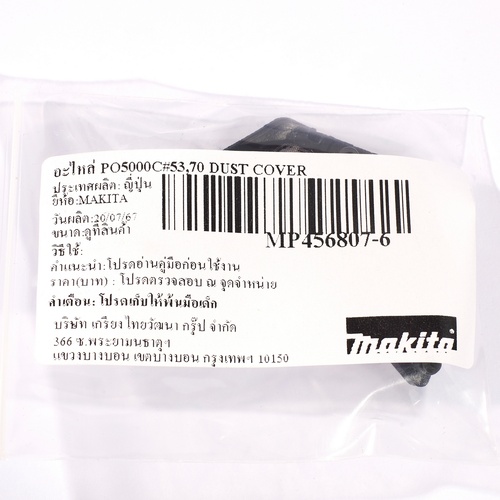 อะไหล่ PO5000C#53,70 DUST COVER
ประเทศผลิต: ญี่ปุ่น
ยี่ห้อ:MAKITA
วันผลิต:20/07/67
ขนาด:ดูที่สินค้า
MP456807-6
วิธีใช้:
คำแนะนำ:โปรดอ่านคู่มือก่อนใช้งาน
ราคา(บาท) : โปรดตรวจสอบ ณ จุดจำหน่าย
คำเตือน: โปรดเก็บให้พ้นมือเด็ก
บริษัท เกรียงไทยวัฒนา กรุ๊ป จำกัด
366 ซ.พระยามนธาตุฯ
แขวงบางบอน เขตบางบอน กรุงเทพฯ 10150
makita